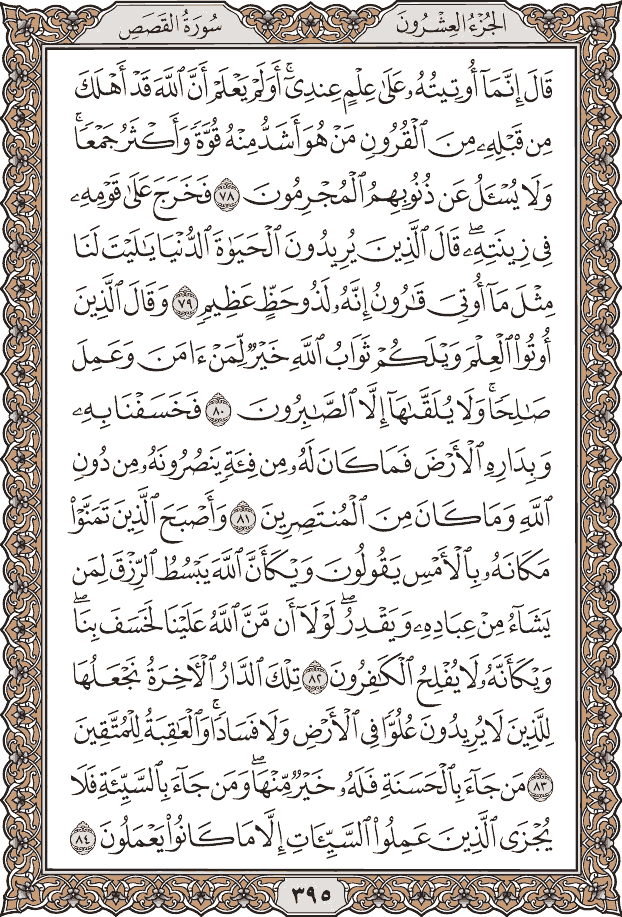 الجُزْءُ العِشْرُونَ
سُورَةُ القَصَصِ
قَالَ إِنَّمَآ أُوتِيتُهُۥ عَلَىٰ عِلْمٍ عِندِىٓۚ أَوَلَمْ يَعْلَمْ أَنَّ ٱللَّهَ قَدْ أَهْلَكَ
مِن قَبْلِهِۦ مِنَ ٱلْقُرُونِ مَنْ هُوَ أَشَدُّ مِنْهُ قُوَّةً وَأَكْثَرُ جَمْعًاۚ
وَلَا يُسْـَٔلُ عَن ذُنُوبِهِمُ ٱلْمُجْرِمُونَ ٧٨ فَخَرَجَ عَلَىٰ قَوْمِهِۦ
فِى زِينَتِهِۦۖ قَالَ ٱلَّذِينَ يُرِيدُونَ ٱلْحَيَوٰةَ ٱلدُّنْيَا يَـٰلَيْتَ لَنَا
مِثْلَ مَآ أُوتِىَ قَـٰرُونُ إِنَّهُۥ لَذُو حَظٍّ عَظِيمٍ ٧٩ وَقَالَ ٱلَّذِينَ
أُوتُوا۟ ٱلْعِلْمَ وَيْلَكُمْ ثَوَابُ ٱللَّهِ خَيْرٌ لِّمَنْ ءَامَنَ وَعَمِلَ
صَـٰلِحًاۚ وَلَا يُلَقَّىٰهَآ إِلَّا ٱلصَّـٰبِرُونَ ٨٠ فَخَسَفْنَا بِهِۦ
وَبِدَارِهِ ٱلْأَرْضَ فَمَا كَانَ لَهُۥ مِن فِئَةٍ يَنصُرُونَهُۥ مِن دُونِ
ٱللَّهِ وَمَا كَانَ مِنَ ٱلْمُنتَصِرِينَ ٨١ وَأَصْبَحَ ٱلَّذِينَ تَمَنَّوْا۟
مَكَانَهُۥ بِٱلْأَمْسِ يَقُولُونَ وَيْكَأَنَّ ٱللَّهَ يَبْسُطُ ٱلرِّزْقَ لِمَن
يَشَآءُ مِنْ عِبَادِهِۦ وَيَقْدِرُۖ لَوْلَآ أَن مَّنَّ ٱللَّهُ عَلَيْنَا لَخَسَفَ بِنَاۖ
وَيْكَأَنَّهُۥ لَا يُفْلِحُ ٱلْكَـٰفِرُونَ ٨٢ تِلْكَ ٱلدَّارُ ٱلْـَٔاخِرَةُ نَجْعَلُهَا
لِلَّذِينَ لَا يُرِيدُونَ عُلُوًّا فِى ٱلْأَرْضِ وَلَا فَسَادًاۚ وَٱلْعَـٰقِبَةُ لِلْمُتَّقِينَ
٨٣ مَن جَآءَ بِٱلْحَسَنَةِ فَلَهُۥ خَيْرٌ مِّنْهَاۖ وَمَن جَآءَ بِٱلسَّيِّئَةِ فَلَا
يُجْزَى ٱلَّذِينَ عَمِلُوا۟ ٱلسَّيِّـَٔاتِ إِلَّا مَا كَانُوا۟ يَعْمَلُونَ ٨٤
٣٩٥